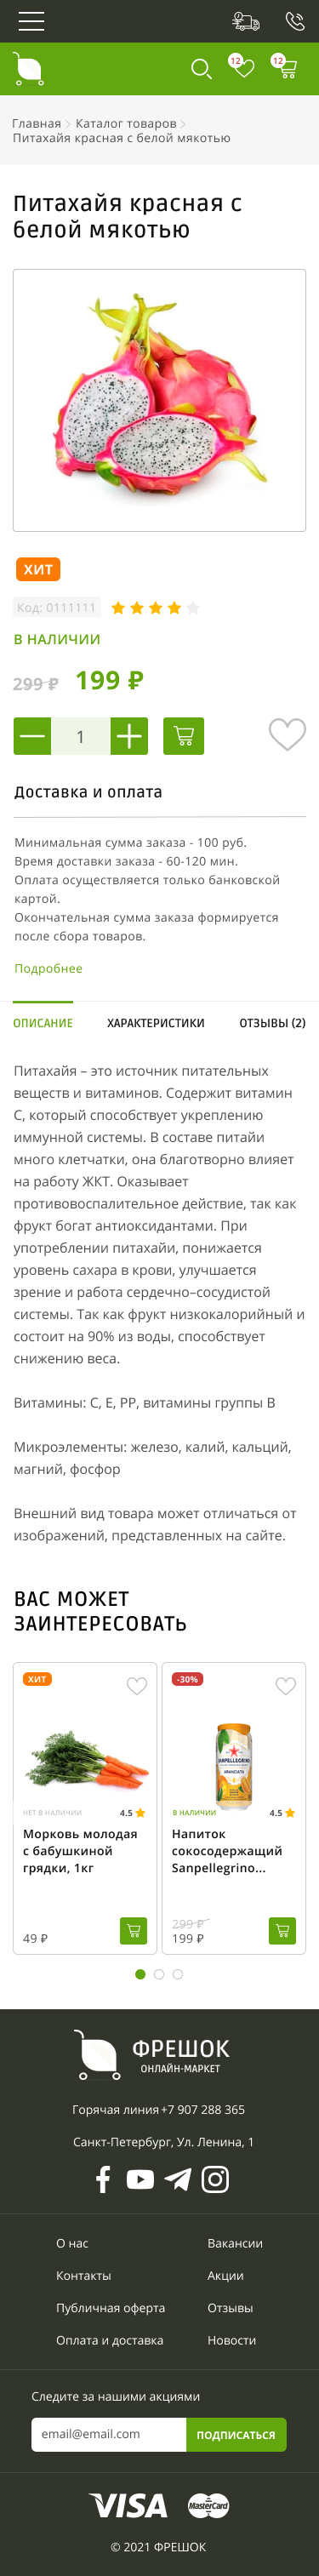 12
12
Главная
Каталог товаров
Питахайя красная с белой мякотью
Питахайя красная с
белой мякотью
ХИТ
Код: 0111111
В НАЛИЧИИ
299 ₽ 199 ₽
1
Доставка и оплата
Минимальная сумма заказа - 100 руб.
Время доставки заказа - 60-120 мин.
Оплата осуществляется только банковской
картой.
Окончательная сумма заказа формируется
после сбора товаров.
Подробнее
ОПИСАНИЕ ХАРАКТЕРИСТИКИ ОТЗЫВЫ (2)
Питахайя – это источник питательных
веществ и витаминов. Содержит витамин
С, который способствует укреплению
иммунной системы. В составе питайи
много клетчатки, она благотворно влияет
на работу ЖКТ. Оказывает
противовоспалительное действие, так как
фрукт богат антиоксидантами. При
употреблении питахайи, понижается
уровень сахара в крови, улучшается
зрение и работа сердечно–сосудистой
системы. Так как фрукт низкокалорийный и
состоит на 90% из воды, способствует
снижению веса.
Витамины: С, Е, РР, витамины группы В
Микроэлементы: железо, калий, кальций,
магний, фосфор
Внешний вид товара может отличаться от
изображений, представленных на сайте.
ВАС МОЖЕТ
ЗАИНТЕРЕСОВАТЬ
ХИТ
НЕТ В НАЛИЧИИ 4.5
Морковь молодая
с бабушкиной
грядки, 1кг
49 ₽
-30%
SANPELLEGRINO
ARANCIATA
В НАЛИЧИИ 4.5
Напиток
сокосодержащий
Sanpellegrino...
299 ₽
199 ₽
ФРЕШОК
ОНЛАЙН-МАРКЕТ
Горячая линия +7 907 288 365
Санкт-Петербург, Ул. Ленина, 1
О нас Вакансии
Контакты Акции
Публичная оферта Отзывы
Оплата и доставка Новости
Следите за нашими акциями
email@email.com ПОДПИСАТЬСЯ
VISA MasterCard
© 2021 ФРЕШОК